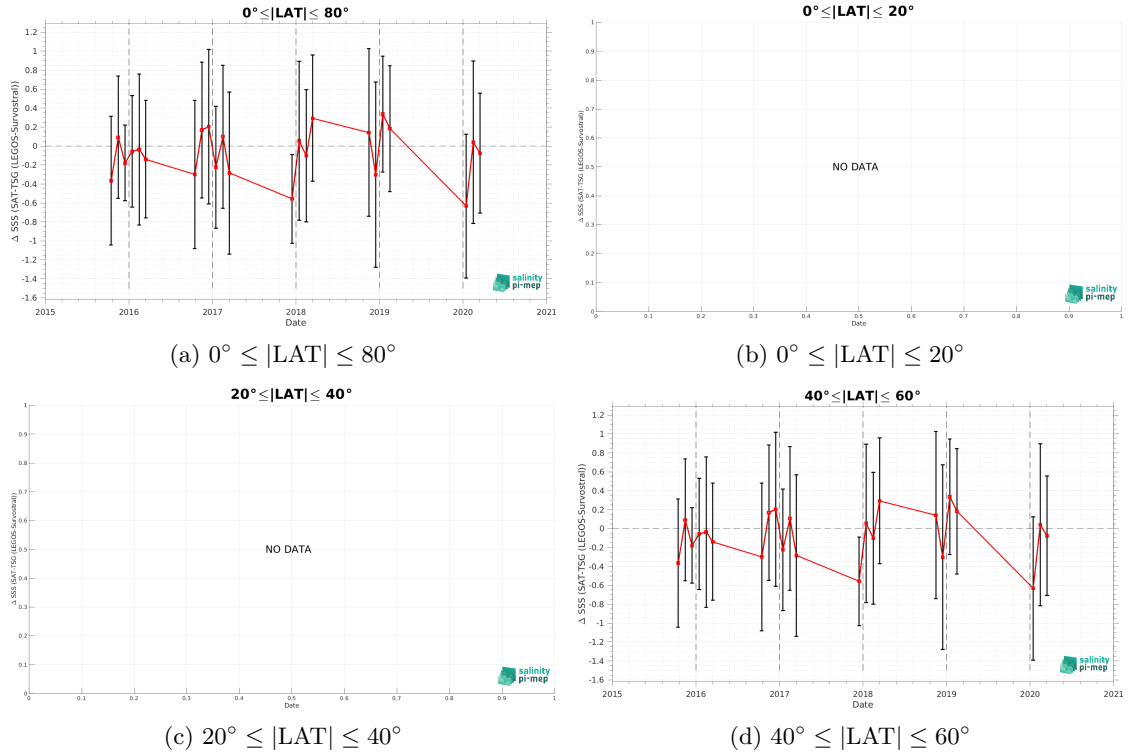 0°≤|LAT|≤ 80°
Δ SSS (SAT-TSG (LEGOS-Survostral))
1.2
1
0.8
0.6
0.4
0.2
0
-0.2
-0.4
-0.6
-0.8
-1
-1.2
-1.4
-1.6
2015 2016 2017 2018 2019 2020 2021
Date
salinity
pi-mep
(a) 0° ≤ |LAT| ≤ 80°
0°≤|LAT|≤ 20°
Δ SSS (SAT-TSG (LEGOS-Survostral))
1
0.9
0.8
0.7
0.6
0.5
0.4
0.3
0.2
0.1
0
NO DATA
0 0.1 0.2 0.3 0.4 0.5 0.6 0.7 0.8 0.9 1
Date
salinity
pi-mep
(b) 0° ≤ |LAT| ≤ 20°
20°≤|LAT|≤ 40°
Δ SSS (SAT-TSG (LEGOS-Survostral))
1
0.9
0.8
0.7
0.6
0.5
0.4
0.3
0.2
0.1
0
NO DATA
0 0.1 0.2 0.3 0.4 0.5 0.6 0.7 0.8 0.9 1
Date
salinity
pi-mep
(c) 20° ≤ |LAT| ≤ 40°
40°≤|LAT|≤ 60°
Δ SSS (SAT-TSG (LEGOS-Survostral))
1.2
1
0.8
0.6
0.4
0.2
0
-0.2
-0.4
-0.6
-0.8
-1
-1.2
-1.4
-1.6
2015 2016 2017 2018 2019 2020 2021
Date
salinity
pi-mep
(d) 40° ≤ |LAT| ≤ 60°